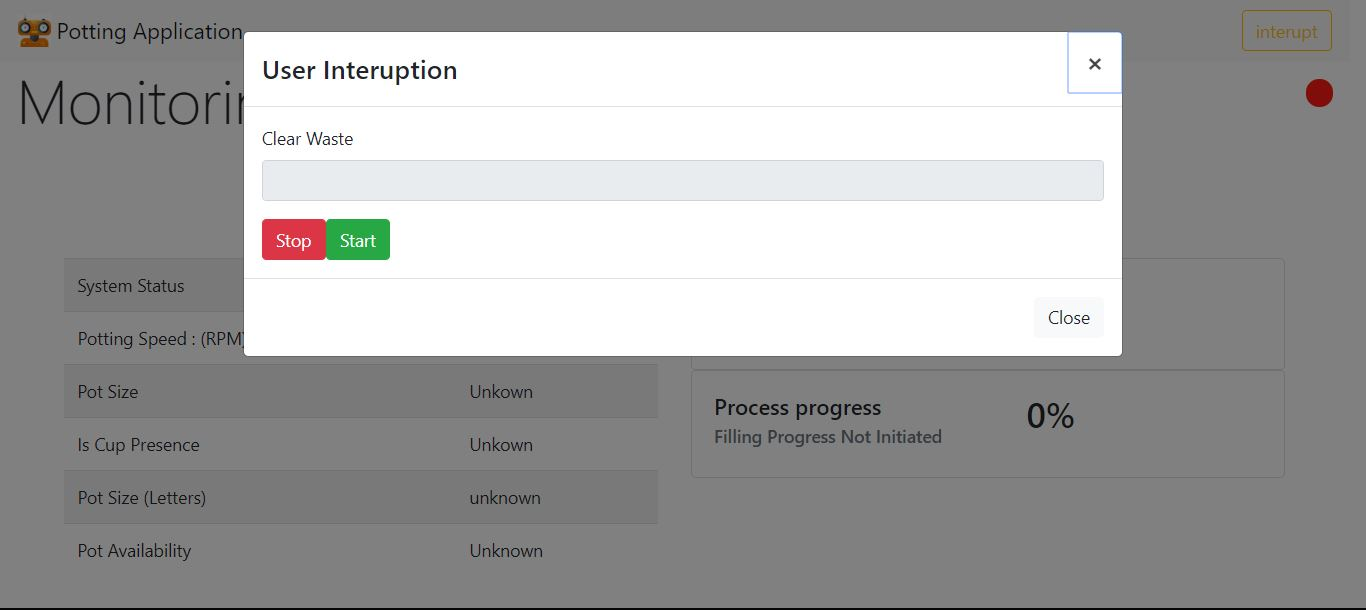 Potting Application
interupt
Monitorin
User Interuption
×
Clear Waste
Stop Start
Close
System Status
Potting Speed : (RPM)
Pot Size Unkown
Is Cup Presence Unkown
Pot Size (Letters) unknown
Pot Availability Unknown
Process progress 0%
Filling Progress Not Initiated